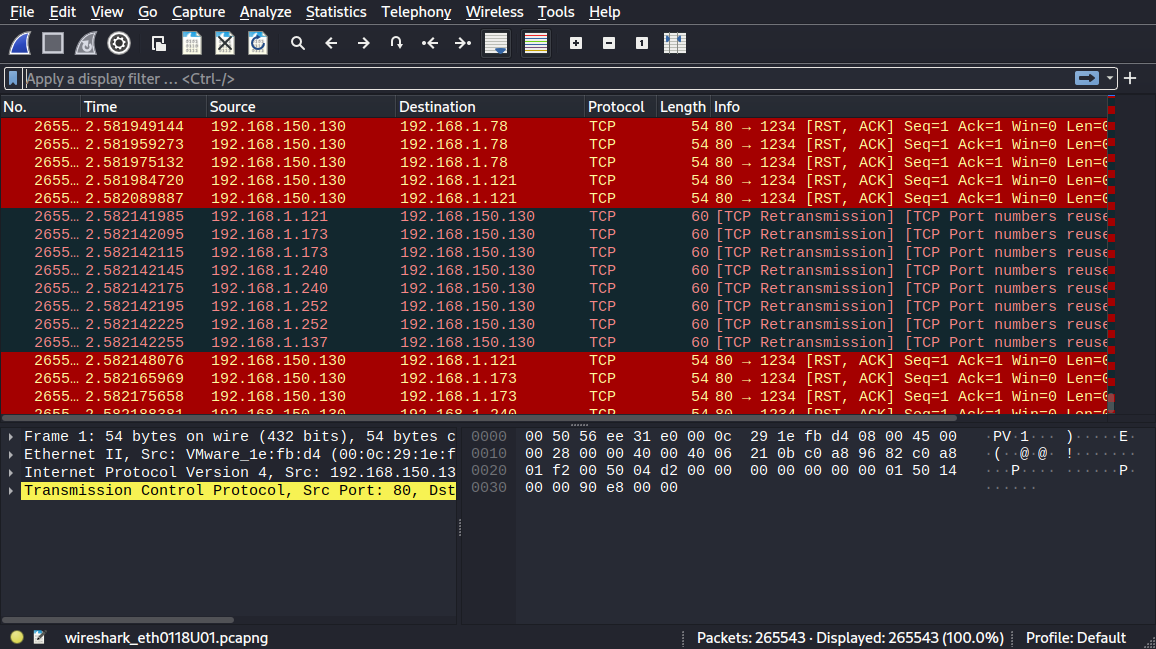 File Edit View Go Capture Analyze Statistics Telephony Wireless Tools Help
Apply a display filter … <Ctrl-/>
No. Time Source Destination Protocol Length Info
2655… 2.581949144 192.168.150.130 192.168.1.78 TCP 54 80 → 1234 [RST, ACK] Seq=1 Ack=1 Win=0 Len=0
2655… 2.581959273 192.168.150.130 192.168.1.78 TCP 54 80 → 1234 [RST, ACK] Seq=1 Ack=1 Win=0 Len=0
2655… 2.581975132 192.168.150.130 192.168.1.78 TCP 54 80 → 1234 [RST, ACK] Seq=1 Ack=1 Win=0 Len=0
2655… 2.581984720 192.168.150.130 192.168.1.121 TCP 54 80 → 1234 [RST, ACK] Seq=1 Ack=1 Win=0 Len=0
2655… 2.582089887 192.168.150.130 192.168.1.121 TCP 54 80 → 1234 [RST, ACK] Seq=1 Ack=1 Win=0 Len=0
2655… 2.582141985 192.168.1.121 192.168.150.130 TCP 60 [TCP Retransmission] [TCP Port numbers reuse
2655… 2.582142095 192.168.1.173 192.168.150.130 TCP 60 [TCP Retransmission] [TCP Port numbers reuse
2655… 2.582142115 192.168.1.173 192.168.150.130 TCP 60 [TCP Retransmission] [TCP Port numbers reuse
2655… 2.582142145 192.168.1.240 192.168.150.130 TCP 60 [TCP Retransmission] [TCP Port numbers reuse
2655… 2.582142175 192.168.1.240 192.168.150.130 TCP 60 [TCP Retransmission] [TCP Port numbers reuse
2655… 2.582142195 192.168.1.252 192.168.150.130 TCP 60 [TCP Retransmission] [TCP Port numbers reuse
2655… 2.582142225 192.168.1.252 192.168.150.130 TCP 60 [TCP Retransmission] [TCP Port numbers reuse
2655… 2.582142255 192.168.1.137 192.168.150.130 TCP 60 [TCP Retransmission] [TCP Port numbers reuse
2655… 2.582148076 192.168.150.130 192.168.1.121 TCP 54 80 → 1234 [RST, ACK] Seq=1 Ack=1 Win=0 Len=0
2655… 2.582165969 192.168.150.130 192.168.1.173 TCP 54 80 → 1234 [RST, ACK] Seq=1 Ack=1 Win=0 Len=0
2655… 2.582175658 192.168.150.130 192.168.1.173 TCP 54 80 → 1234 [RST, ACK] Seq=1 Ack=1 Win=0 Len=0
2655… 2.582188381 192.168.150.130 192.168.1.240 TCP 54 80 → 1234 [RST, ACK] Seq=1 Ack=1 Win=0 Len=0
Frame 1: 54 bytes on wire (432 bits), 54 bytes c
Ethernet II, Src: VMware_1e:fb:d4 (00:0c:29:1e:f
Internet Protocol Version 4, Src: 192.168.150.13
Transmission Control Protocol, Src Port: 80, Dst
0000 00 50 56 ee 31 e0 00 0c 29 1e fb d4 08 00 45 00 ·PV·1··· )·····E·
0010 00 28 00 00 40 00 40 06 21 0b c0 a8 96 82 c0 a8 ·(··@·@· !·······
0020 01 f2 00 50 04 d2 00 00 00 00 00 00 00 01 50 14 ···P···· ······P·
0030 00 00 90 e8 00 00 ······
wireshark_eth0118U01.pcapng
Packets: 265543 · Displayed: 265543 (100.0%)
Profile: Default